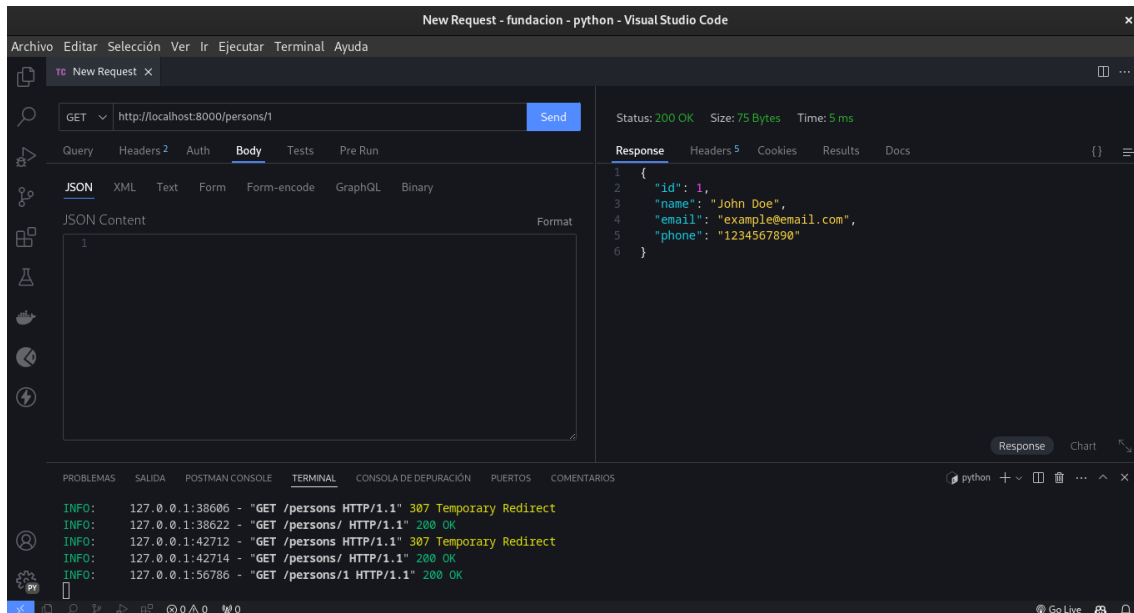 New Request - fundacion - python - Visual Studio Code
Archivo Editar Selección Ver Ir Ejecutar Terminal Ayuda
TC New Request
GET http://localhost:8000/persons/1 Send
Query Headers 2 Auth Body Tests Pre Run
JSON XML Text Form Form-encode GraphQL Binary
JSON Content Format
1
Status: 200 OK Size: 75 Bytes Time: 5 ms
Response Headers 5 Cookies Results Docs {}
1 {
2 "id": 1,
3 "name": "John Doe",
4 "email": "example@email.com",
5 "phone": "1234567890"
6 }
Response Chart
PROBLEMAS SALIDA POSTMAN CONSOLE TERMINAL CONSOLA DE DEPURACIÓN PUERTOS COMENTARIOS python
INFO: 127.0.0.1:38606 - "GET /persons HTTP/1.1" 307 Temporary Redirect
INFO: 127.0.0.1:38622 - "GET /persons/ HTTP/1.1" 200 OK
INFO: 127.0.0.1:42712 - "GET /persons HTTP/1.1" 307 Temporary Redirect
INFO: 127.0.0.1:42714 - "GET /persons/ HTTP/1.1" 200 OK
INFO: 127.0.0.1:56786 - "GET /persons/1 HTTP/1.1" 200 OK
PY
0 0 0 Go Live